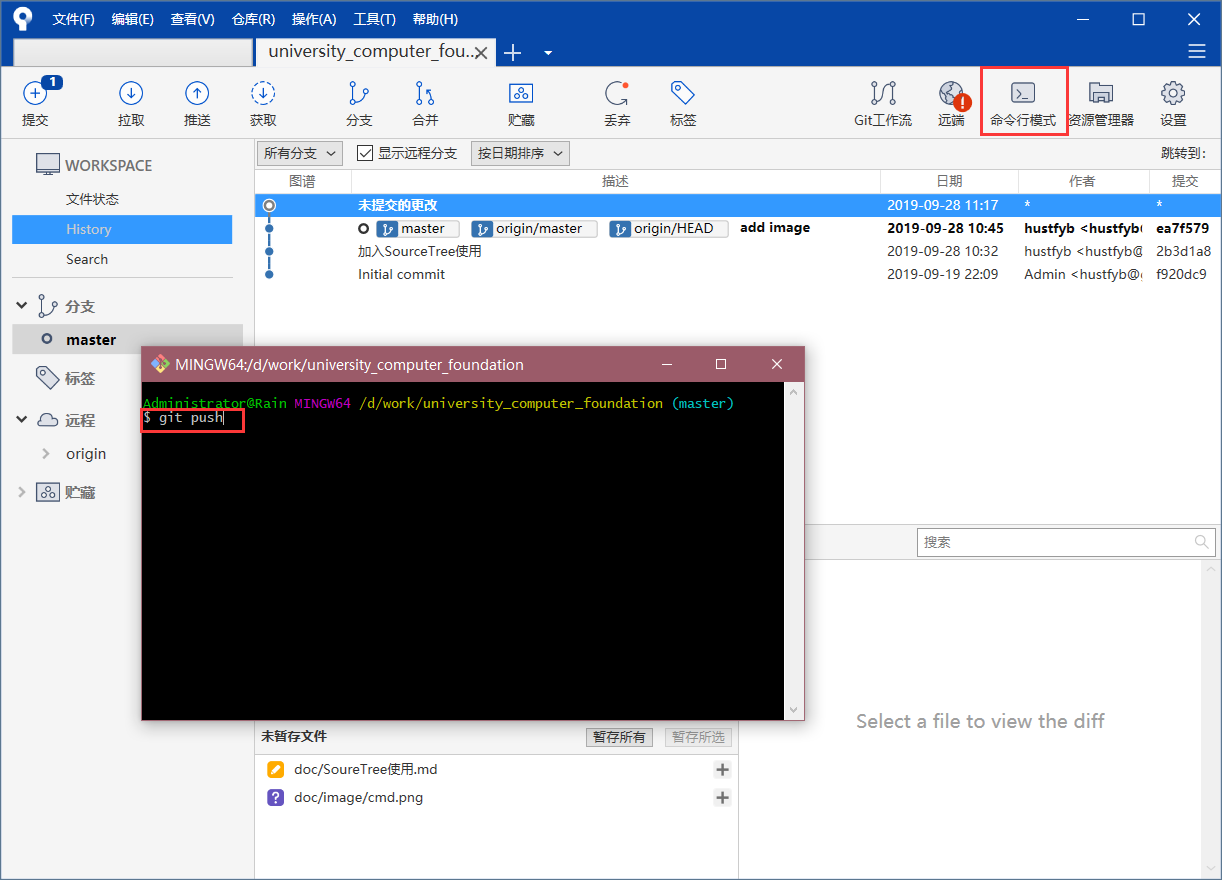 文件(F) 编辑(E) 查看(V) 仓库(R) 操作(A) 工具(T) 帮助(H)
university_computer_fou..
1
提交 拉取 推送 获取 分支 合并 贮藏 丢弃 标签 Git工作流 远端 命令行模式 资源管理器 设置
WORKSPACE
文件状态
History
Search
分支
master
标签
远程
origin
贮藏
所有分支 显示远程分支 按日期排序 跳转到:
图谱 描述 日期 作者 提交
未提交的更改 2019-09-28 11:17 * *
master origin/master origin/HEAD add image 2019-09-28 10:45 hustfyb <hustfyb( ea7f579
加入SourceTree使用 2019-09-28 10:32 hustfyb <hustfyb@ 2b3d1a8
Initial commit 2019-09-19 22:09 Admin <hustfyb@g f920dc9
MINGW64:/d/work/university_computer_foundation
Administrator@Rain MINGW64 /d/work/university_computer_foundation (master)
$ git push
搜索
Select a file to view the diff
未暂存文件 暂存所有 暂存所选
doc/SoureTree使用.md
doc/image/cmd.png